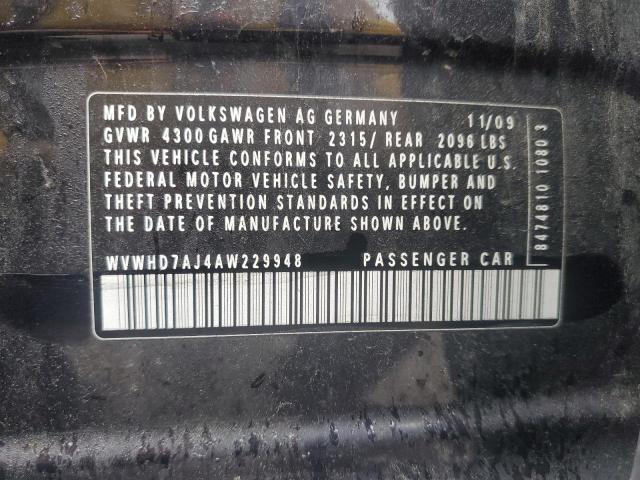 MFD BY VOLKSWAGEN AG GERMANY 11/09
GVWR 4300 GAWR FRONT 2315/ REAR 2096 LBS
THIS VEHICLE CONFORMS TO ALL APPLICABLE U.S.
FEDERAL MOTOR VEHICLE SAFETY, BUMPER AND
THEFT PREVENTION STANDARDS IN EFFECT ON
THE DATE OF MANUFACTURE SHOWN ABOVE.
WVWHD7AJ4AW229948 PASSENGER CAR
8474810 1080 3